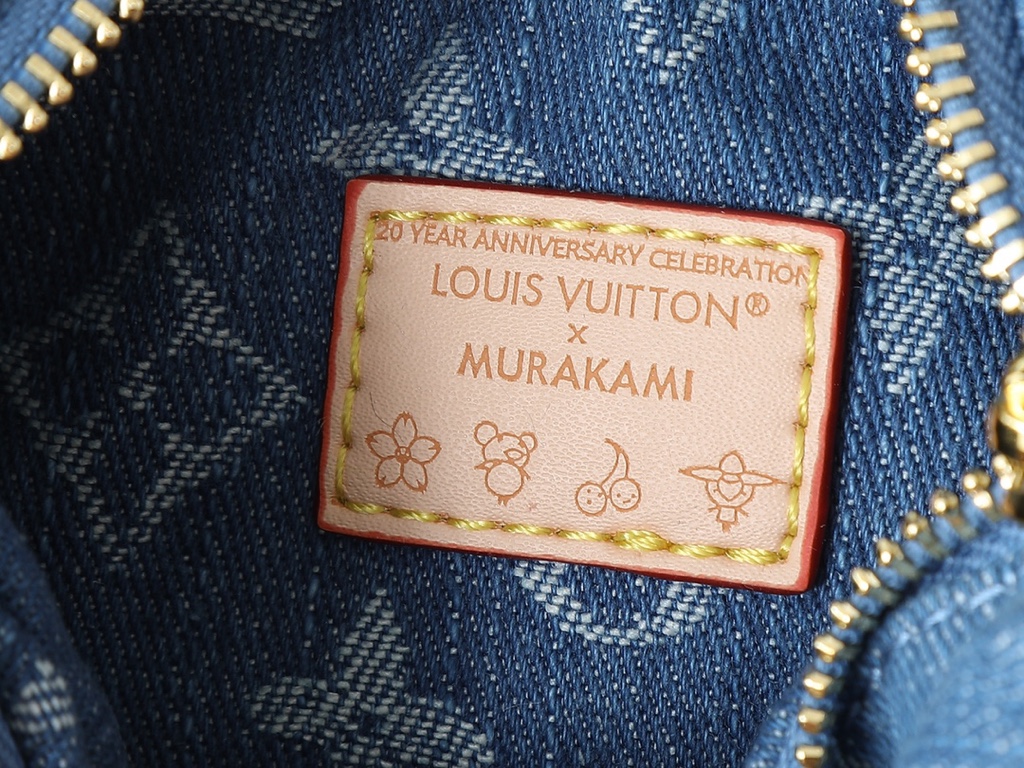 20 YEAR ANNIVERSARY CELEBRATION
LOUIS VUITTON®
x
MURAKAMI